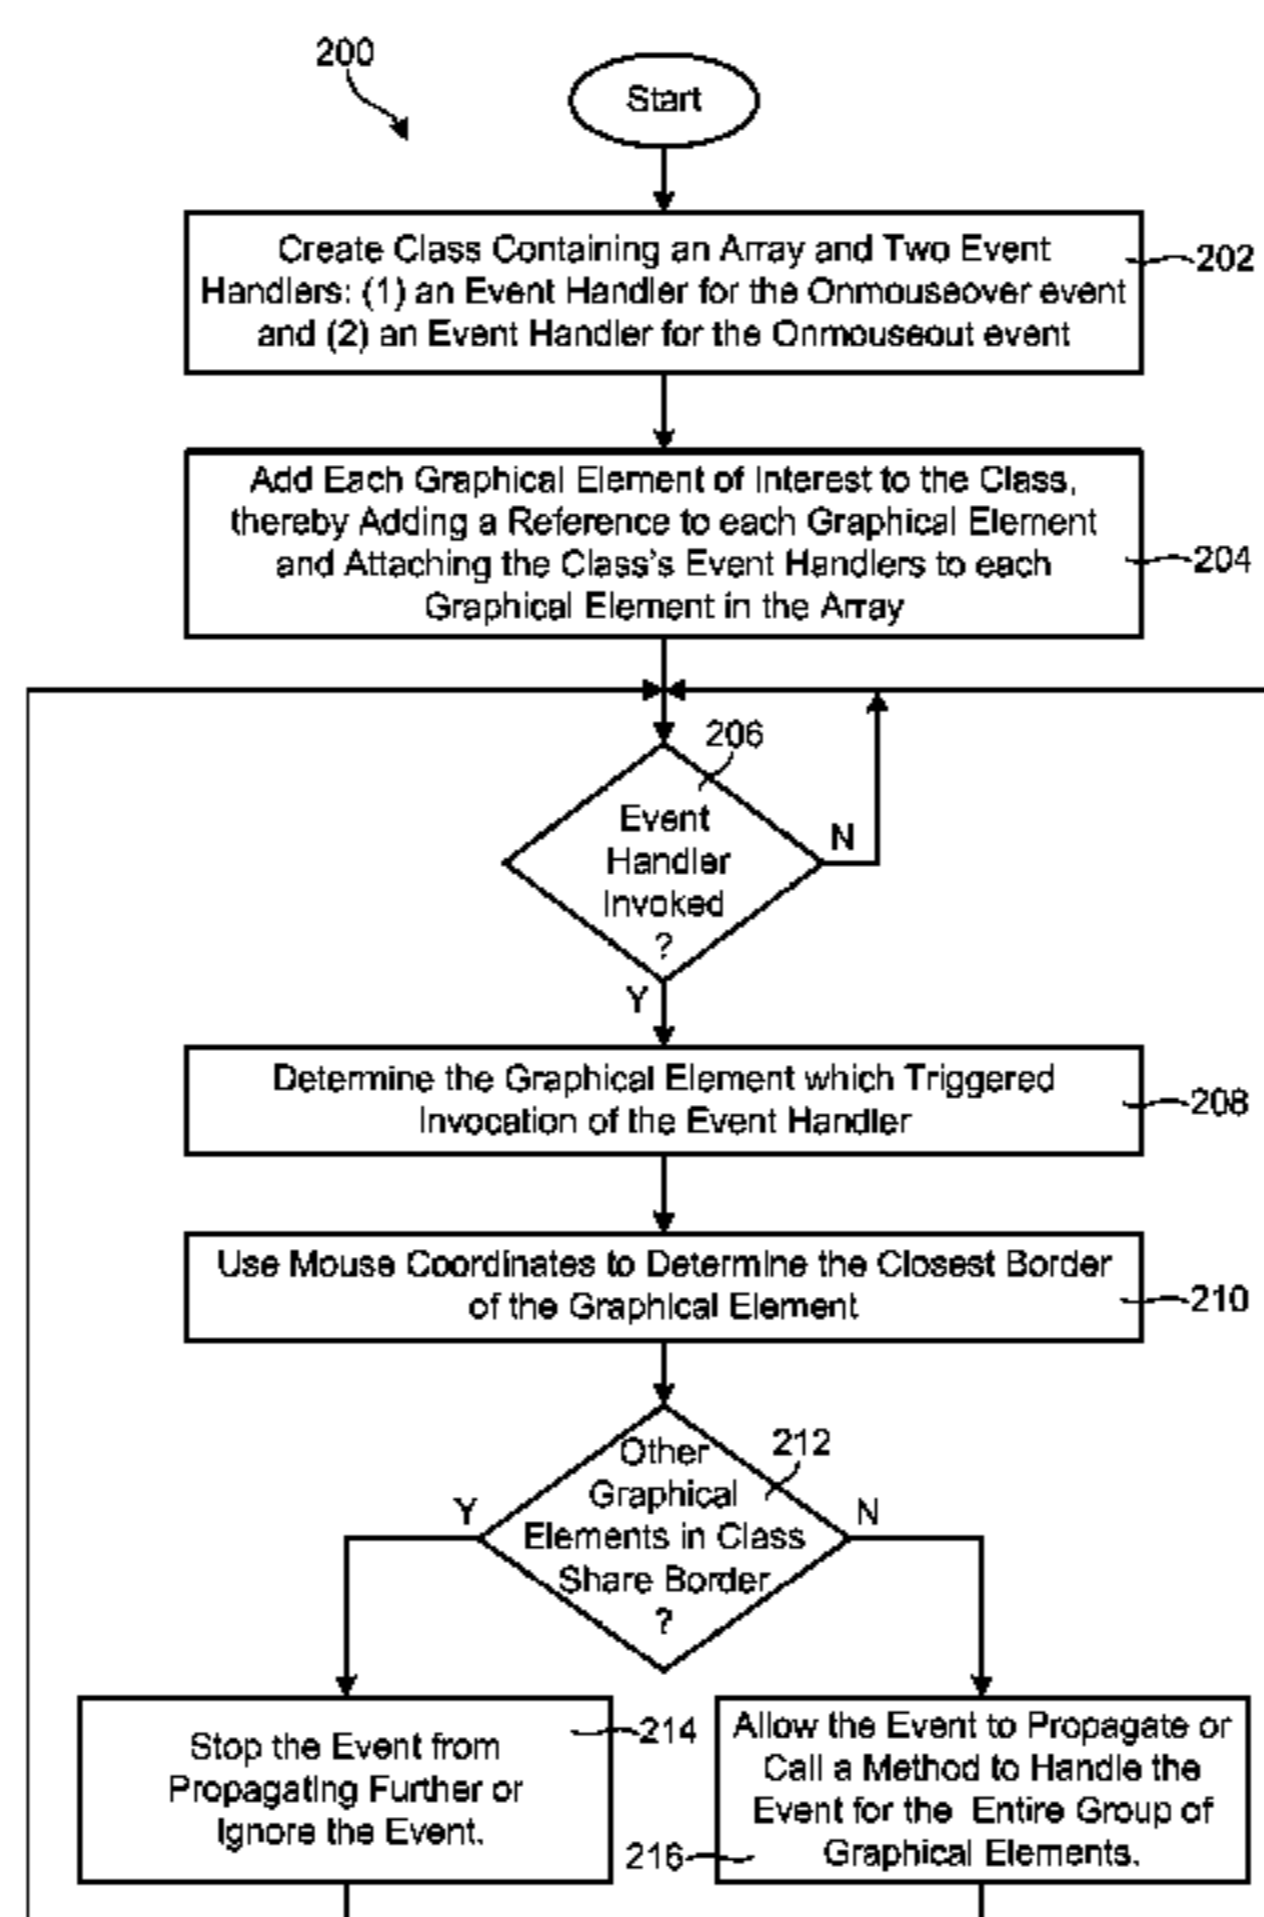 200
Start
Create Class Containing an Array and Two Event
Handlers: (1) an Event Handler for the Onmouseover event
and (2) an Event Handler for the Onmouseout event
202
Add Each Graphical Element of Interest to the Class,
thereby Adding a Reference to each Graphical Element
and Attaching the Class's Event Handlers to each
Graphical Element in the Array
204
206
Event
Handler
Invoked
?
N
Y
Determine the Graphical Element which Triggered
Invocation of the Event Handler
208
Use Mouse Coordinates to Determine the Closest Border
of the Graphical Element
210
212
Other
Graphical
Elements in Class
Share Border
?
Y
N
Stop the Event from
Propagating Further or
Ignore the Event.
214
Allow the Event to Propagate or
Call a Method to Handle the
Event for the Entire Group of
Graphical Elements.
216